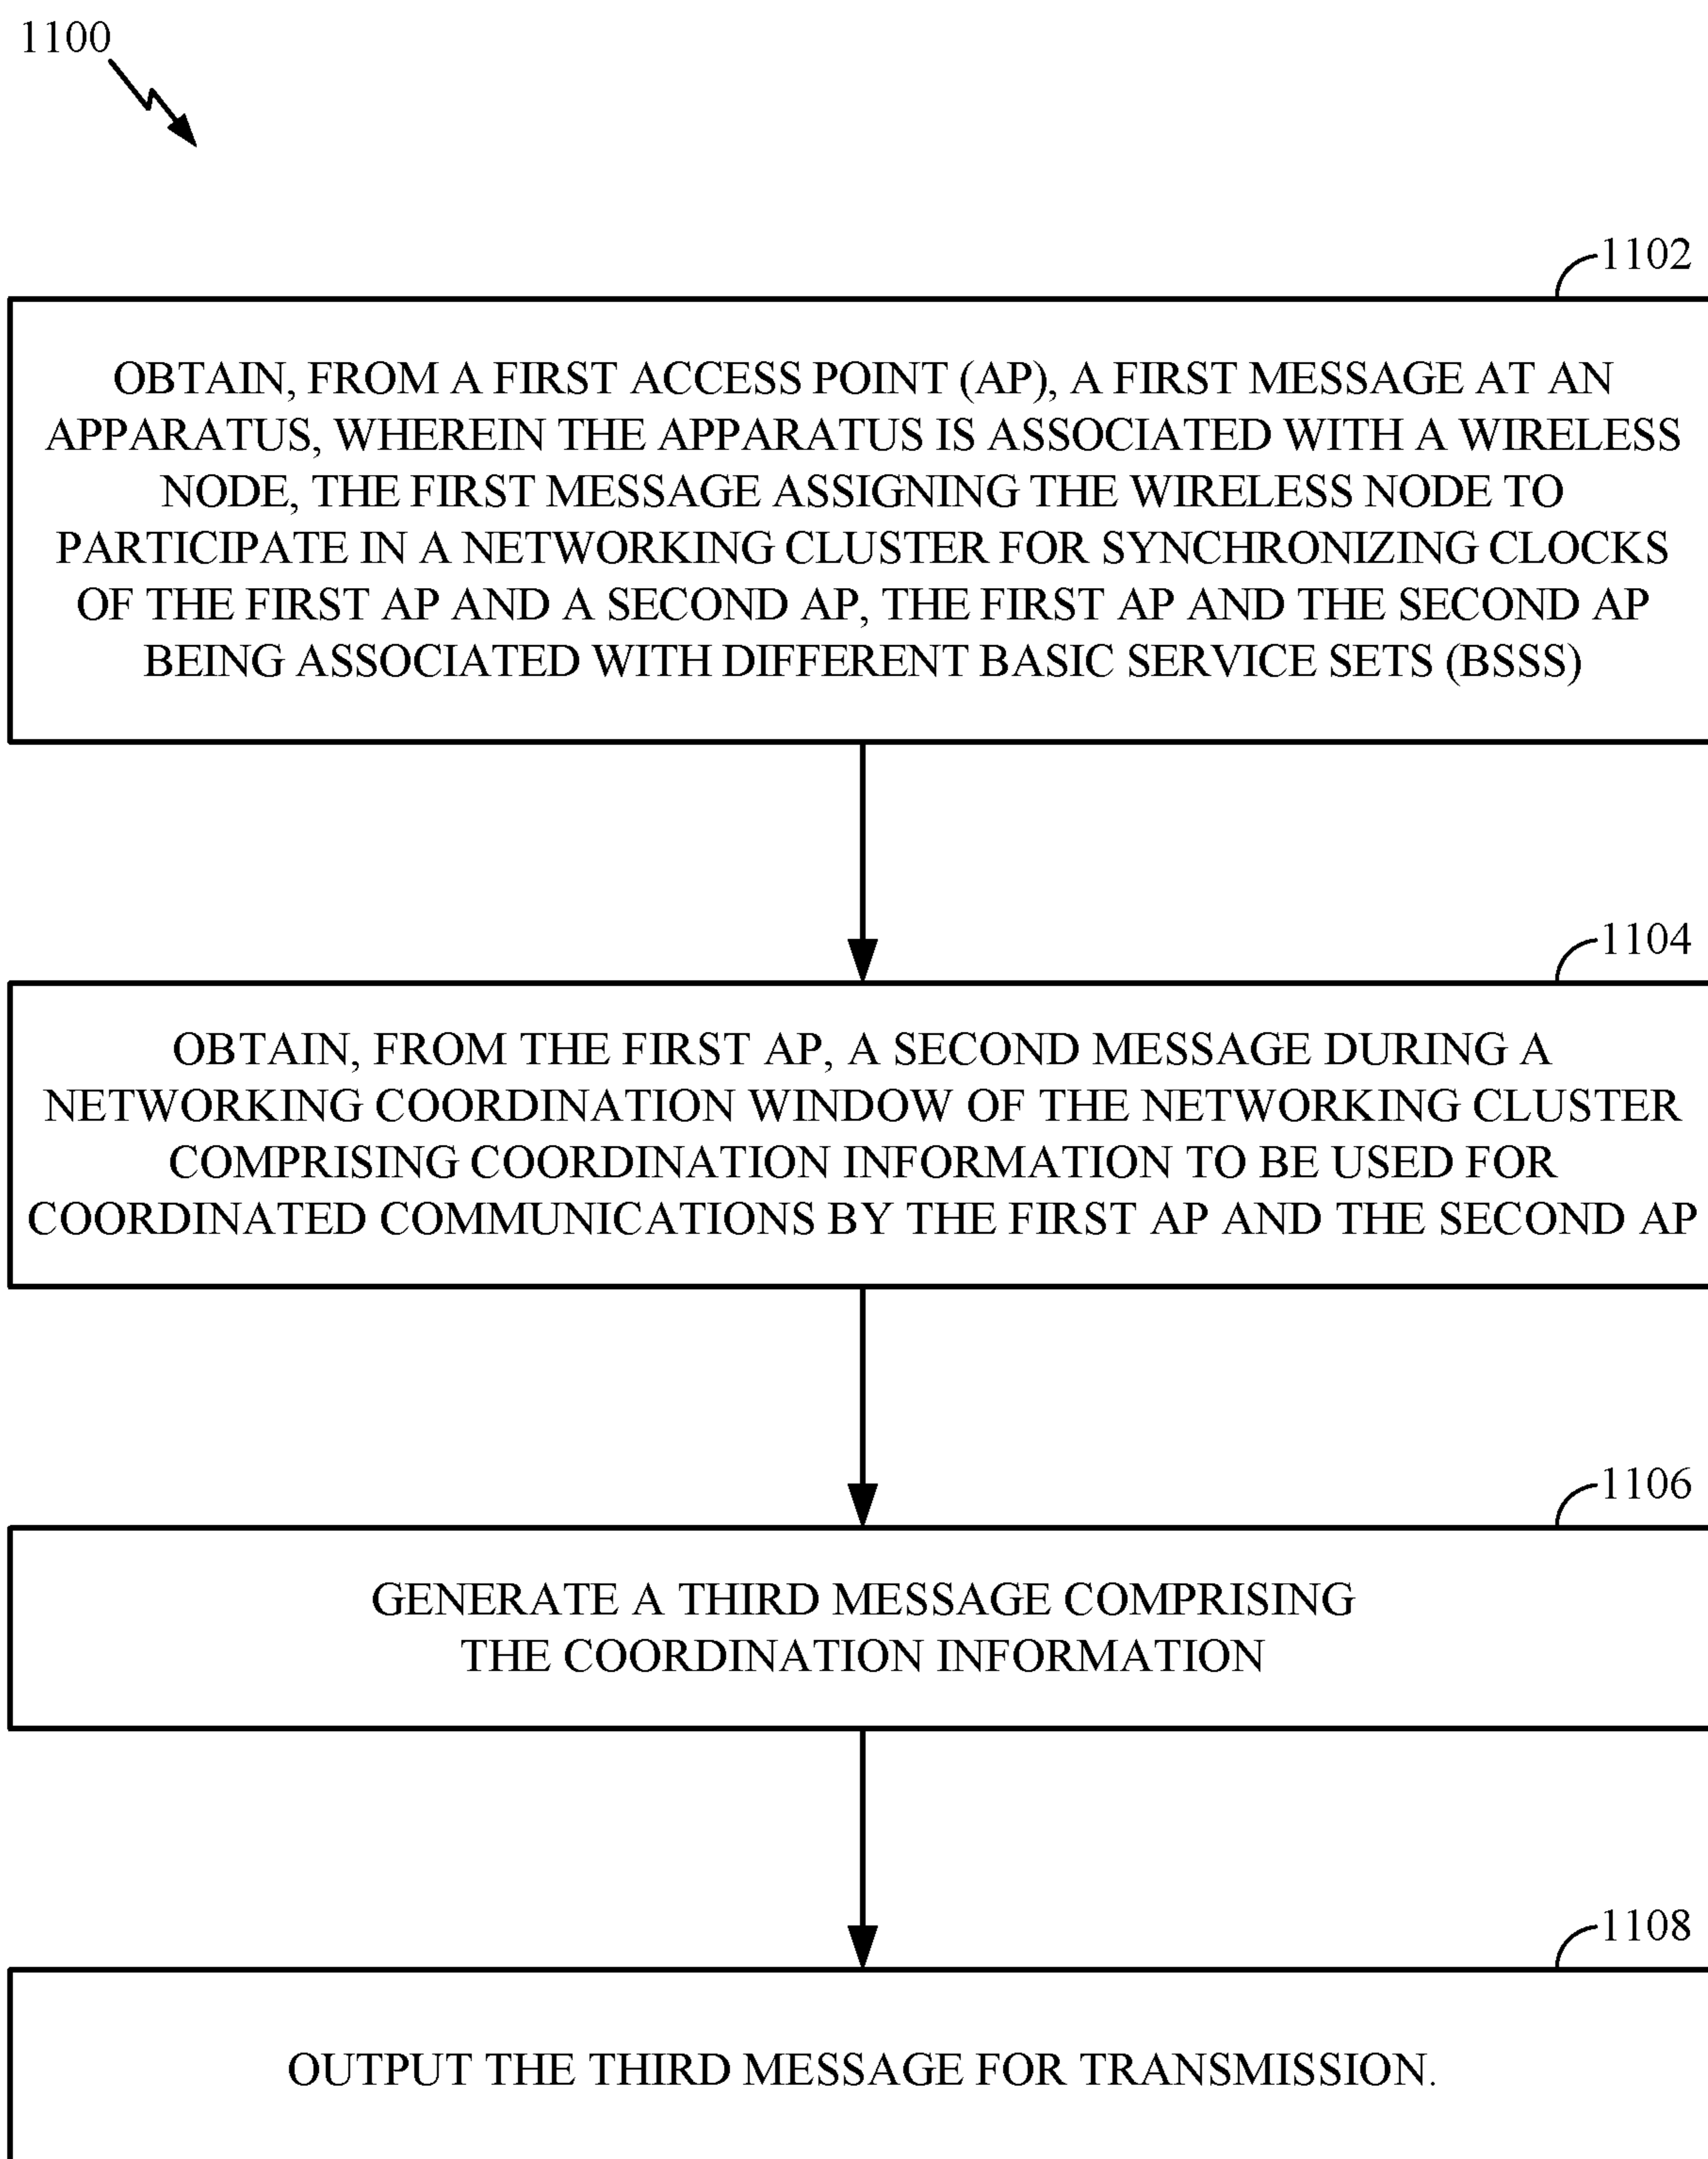 1100
1102
OBTAIN, FROM A FIRST ACCESS POINT (AP), A FIRST MESSAGE AT AN
APPARATUS, WHEREIN THE APPARATUS IS ASSOCIATED WITH A WIRELESS
NODE, THE FIRST MESSAGE ASSIGNING THE WIRELESS NODE TO
PARTICIPATE IN A NETWORKING CLUSTER FOR SYNCHRONIZING CLOCKS
OF THE FIRST AP AND A SECOND AP, THE FIRST AP AND THE SECOND AP
BEING ASSOCIATED WITH DIFFERENT BASIC SERVICE SETS (BSSS)
1104
OBTAIN, FROM THE FIRST AP, A SECOND MESSAGE DURING A
NETWORKING COORDINATION WINDOW OF THE NETWORKING CLUSTER
COMPRISING COORDINATION INFORMATION TO BE USED FOR
COORDINATED COMMUNICATIONS BY THE FIRST AP AND THE SECOND AP
1106
GENERATE A THIRD MESSAGE COMPRISING
THE COORDINATION INFORMATION
1108
OUTPUT THE THIRD MESSAGE FOR TRANSMISSION.